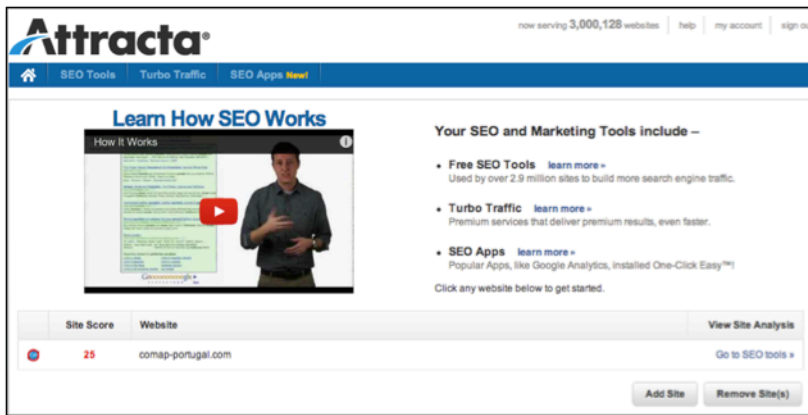 Attracta®
now serving 3,000,128 websites help my account sign ou
SEO Tools Turbo Traffic SEO Apps New!
Learn How SEO Works
How It Works
Gooooooooogle
Your SEO and Marketing Tools include –
• Free SEO Tools learn more »
Used by over 2.9 million sites to build more search engine traffic.
• Turbo Traffic learn more »
Premium services that deliver premium results, even faster.
• SEO Apps learn more »
Popular Apps, like Google Analytics, installed One-Click Easy™!
Click any website below to get started.
Site Score Website View Site Analysis
25 comap-portugal.com Go to SEO tools »
Add Site Remove Site(s)